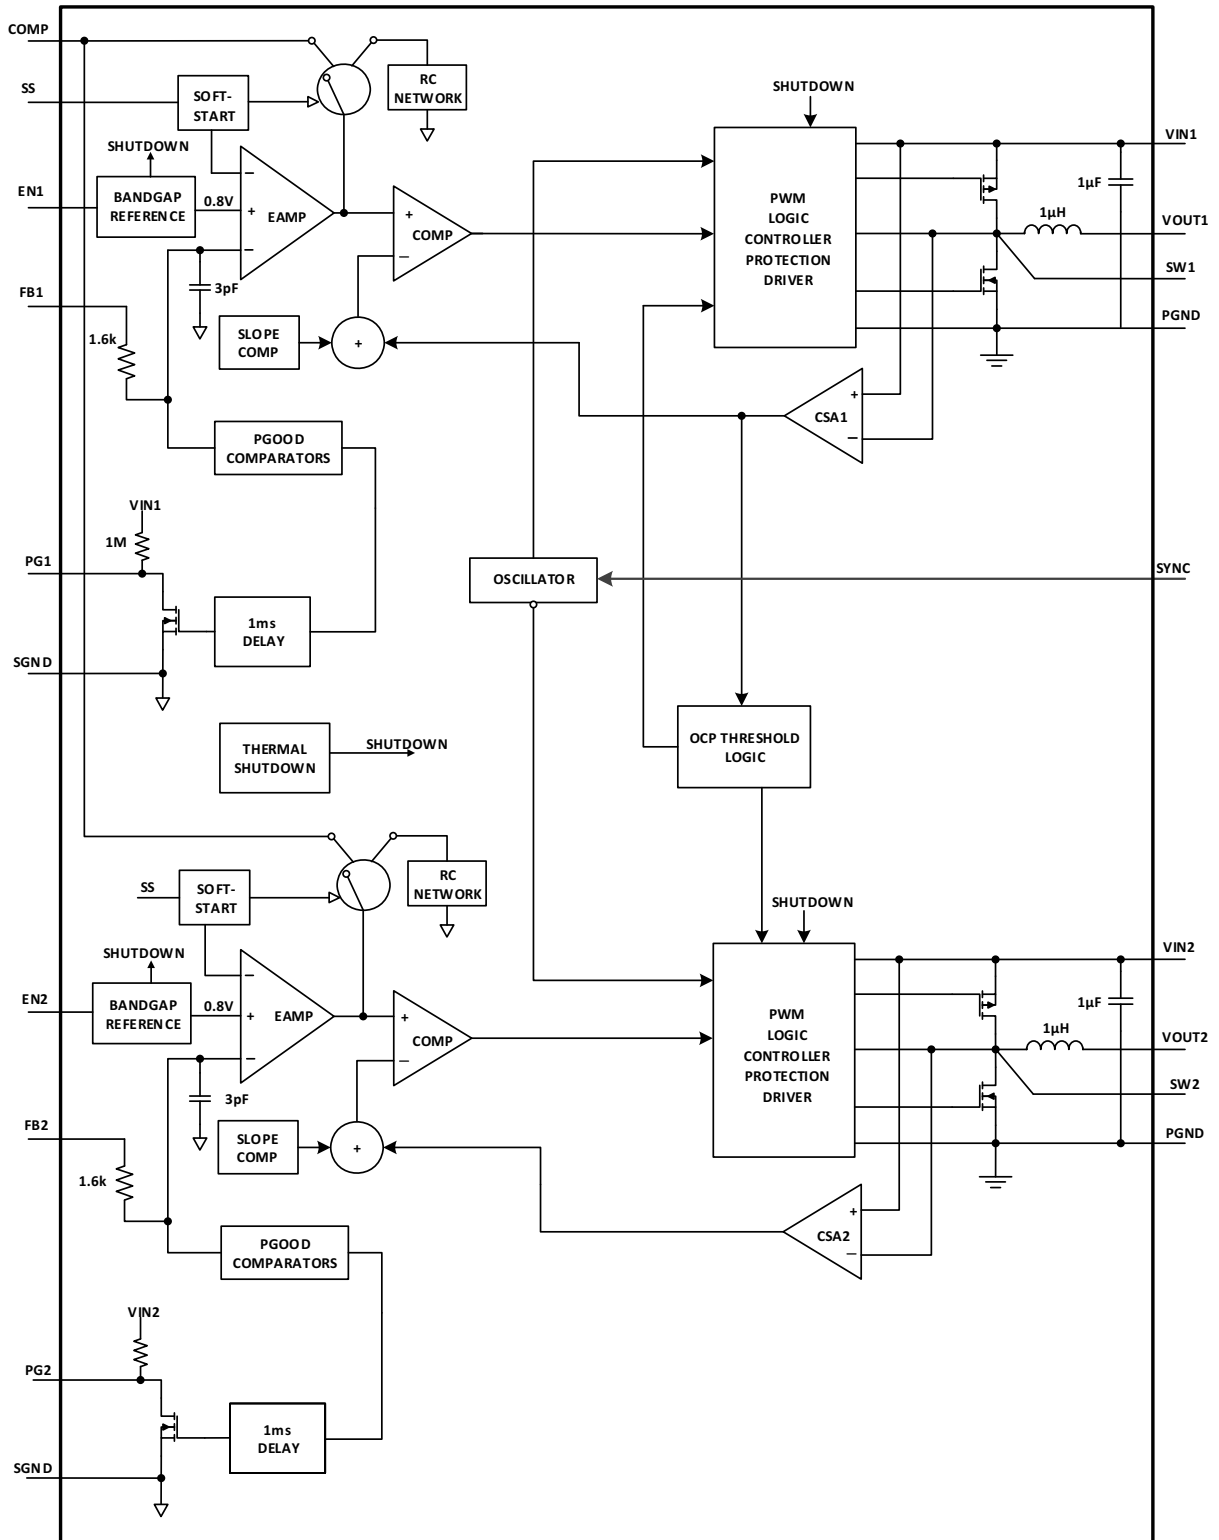 COMP
SS
SOFT-
START
RC
NETWORK
SHUTDOWN
SHUTDOWN
EN1
BANDGAP
REFERENCE
0.8V
−
+
−
EAMP
+
−
COMP
PWM
LOGIC
CONTROLLER
PROTECTION
DRIVER
VIN1
1µF
1µH
VOUT1
SW1
PGND
FB1
3pF
1.6k
SLOPE
COMP
+
+
−
CSA1
PGOOD
COMPARATORS
VIN1
1M
PG1
1ms
DELAY
SGND
OSCILLATOR
SYNC
THERMAL
SHUTDOWN
SHUTDOWN
OCP THRESHOLD
LOGIC
SS
SOFT-
START
RC
NETWORK
SHUTDOWN
SHUTDOWN
EN2
BANDGAP
REFERENCE
0.8V
−
+
−
EAMP
+
−
COMP
PWM
LOGIC
CONTROLLER
PROTECTION
DRIVER
VIN2
1µF
1µH
VOUT2
SW2
PGND
FB2
3pF
1.6k
SLOPE
COMP
+
+
−
CSA2
PGOOD
COMPARATORS
VIN2
PG2
1ms
DELAY
SGND